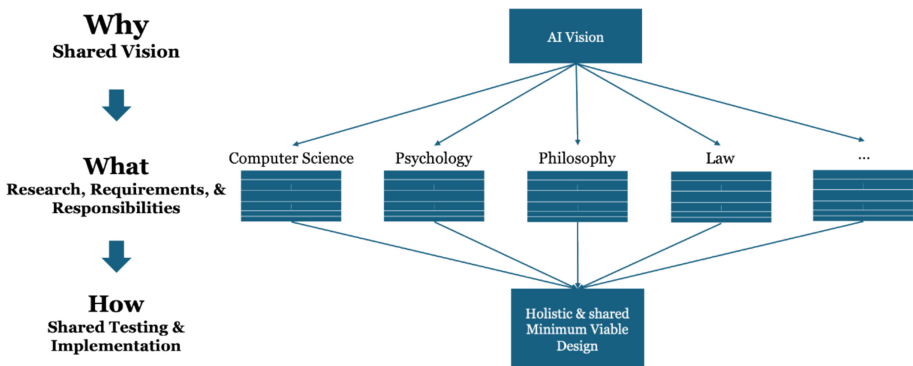 Why
Shared Vision
AI Vision
What
Research, Requirements, &
Responsibilities
Computer Science
Psychology
Philosophy
Law
...
How
Shared Testing &
Implementation
Holistic & shared
Minimum Viable
Design